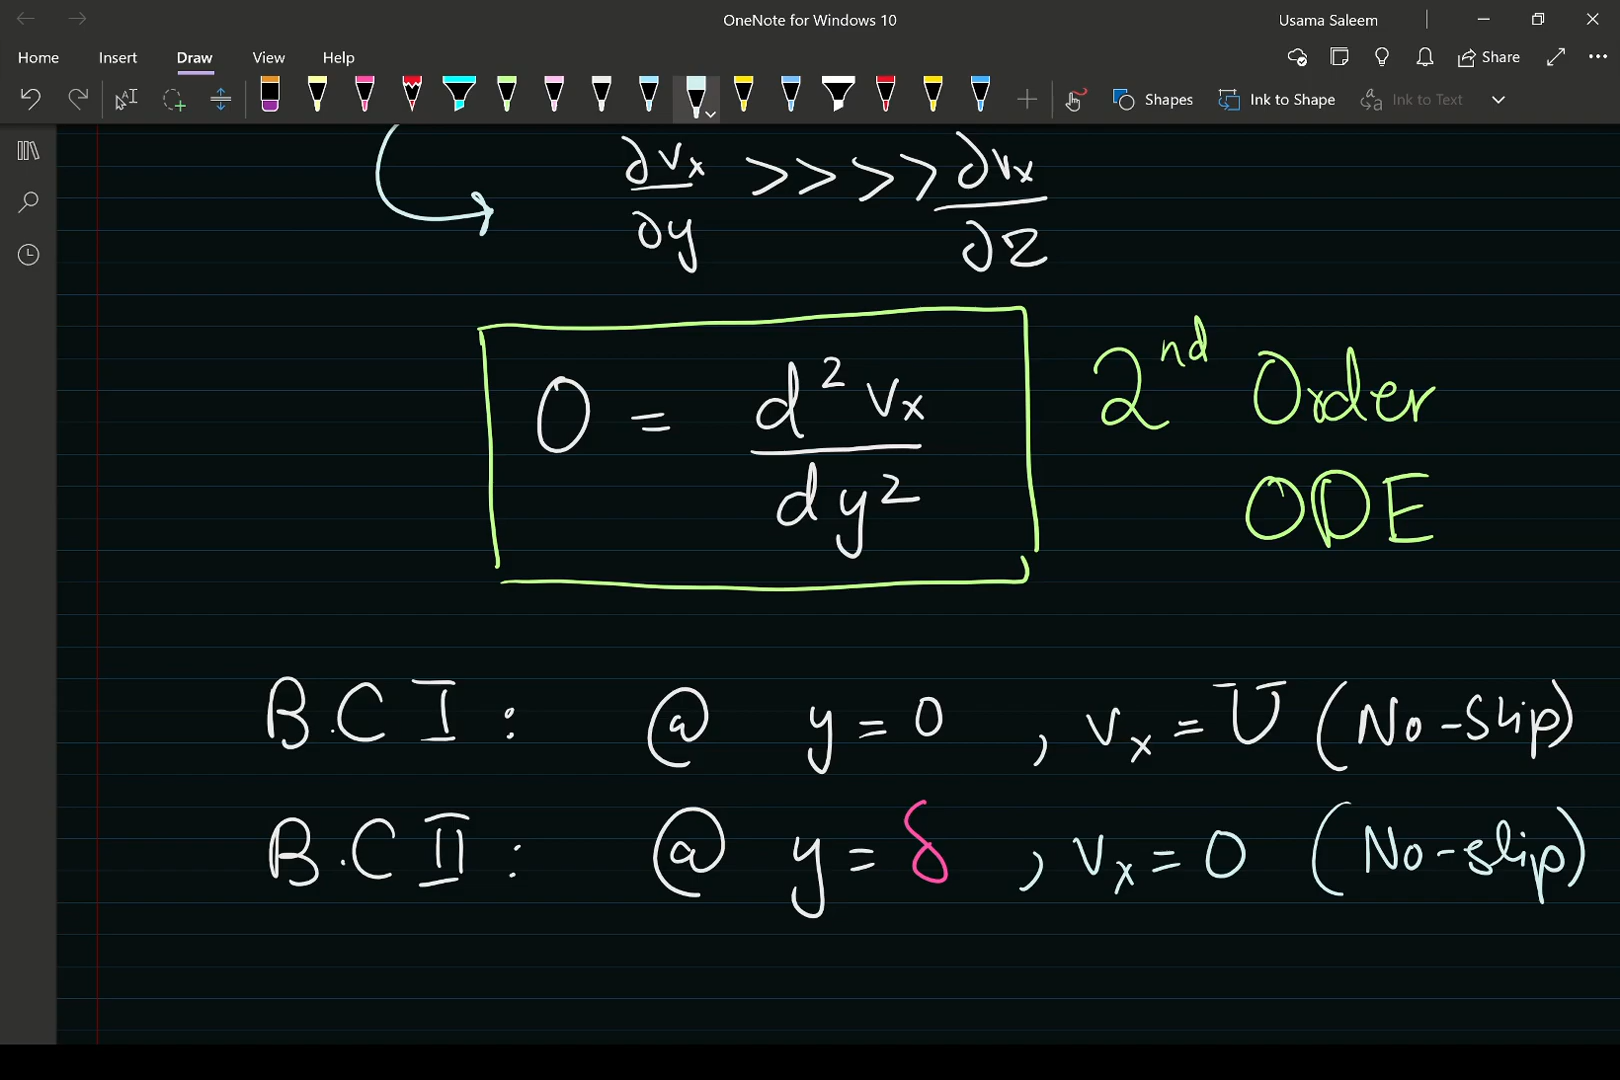 OneNote for Windows 10
Usama Saleem
Home Insert Draw View Help
Share
Shapes Ink to Shape Ink to Text
∂vₓ/∂y >>>> ∂vₓ/∂z
0 = d²vₓ/dy²
2nd Order
ODE
B.C I : @ y = 0 , vₓ = U (No-slip)
B.C II : @ y = δ , vₓ = 0 (No-slip)